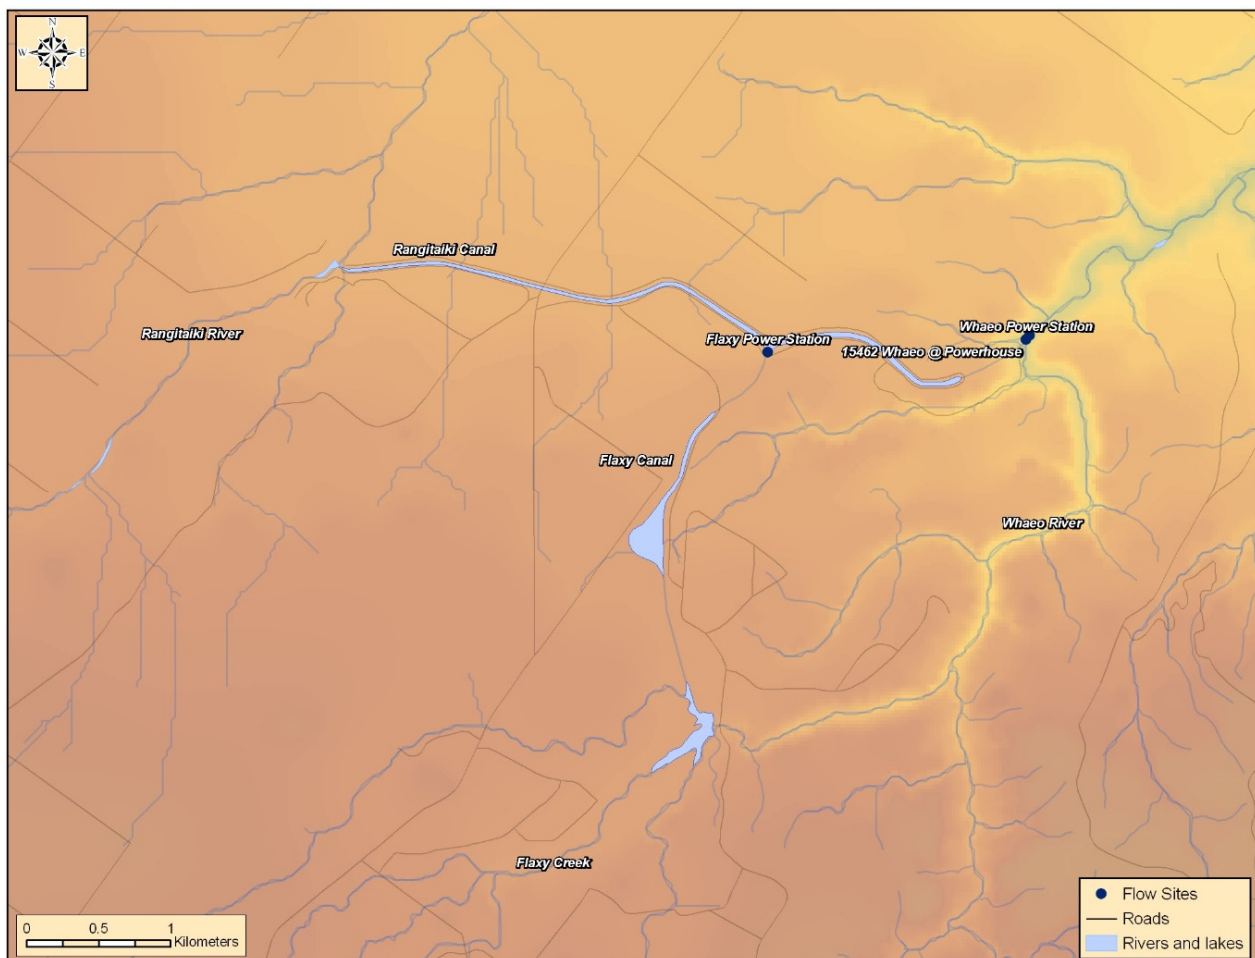 N
W E
S
Rangitaiki Canal
Rangitaiki River
Flaxy Power Station
Whaeo Power Station
15462 Whaeo @ Powerhouse
Flaxy Canal
Whaeo River
Flaxy Creek
0 0.5 1
Kilometers
Flow Sites
Roads
Rivers and lakes